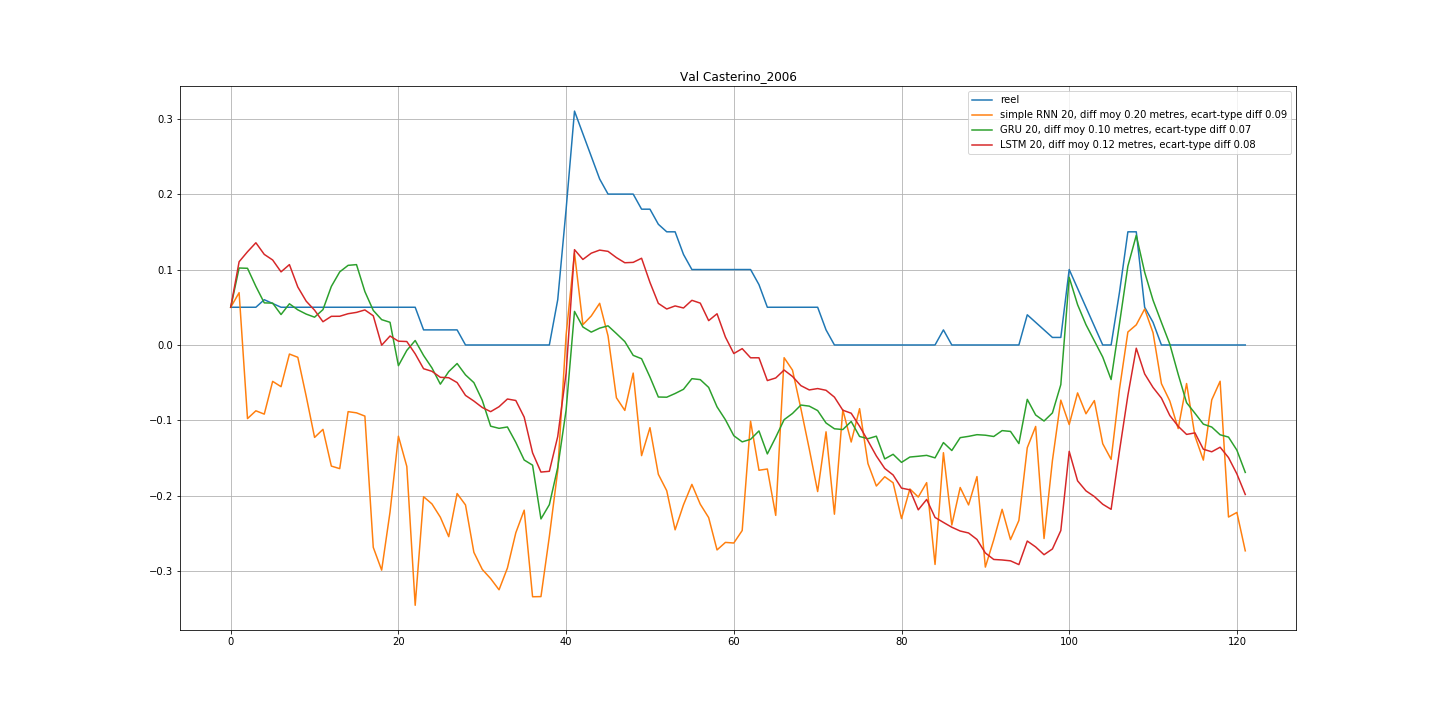 Val Casterino_2006
reel
simple RNN 20, diff moy 0.20 metres, ecart-type diff 0.09
GRU 20, diff moy 0.10 metres, ecart-type diff 0.07
LSTM 20, diff moy 0.12 metres, ecart-type diff 0.08
0.3
0.2
0.1
0.0
−0.1
−0.2
−0.3
0 20 40 60 80 100 120